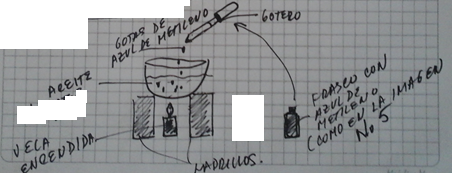 GOTAS DE
AZUL DE METILENO
GOTERO
ACEITE
FRASCO CON
AZUL DE
METILENO
(COMO EN LA IMAGEN
No 5
VELA
ENCENDIDA
LADRILLOS.